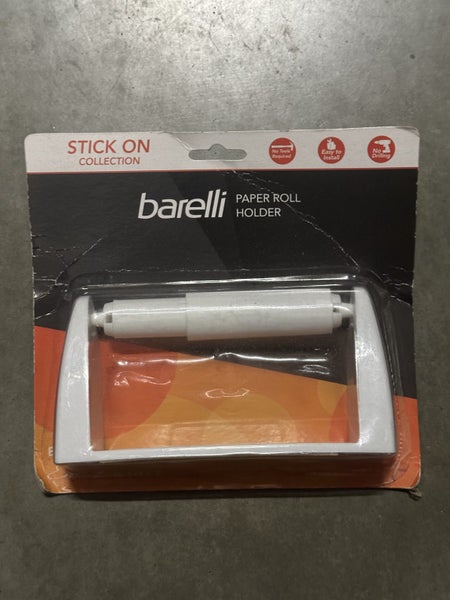 STICK ON
COLLECTION
No Tools
Required
Easy to
Install
No
Drilling
barelli
PAPER ROLL
HOLDER